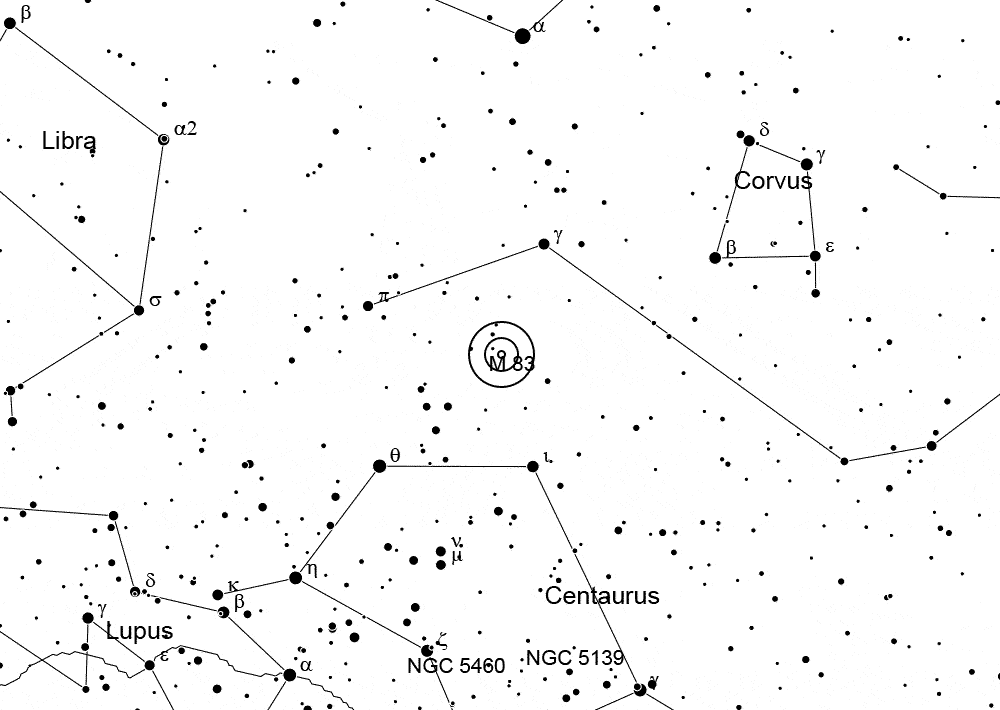 β
α
α2
Libra
δ
γ
Corvus
β
ε
γ
π
σ
M 83
θ
ι
ν
μ
η
κ
δ
β
Centaurus
γ
Lupus
ζ
ε
α
NGC 5460
NGC 5139
γ